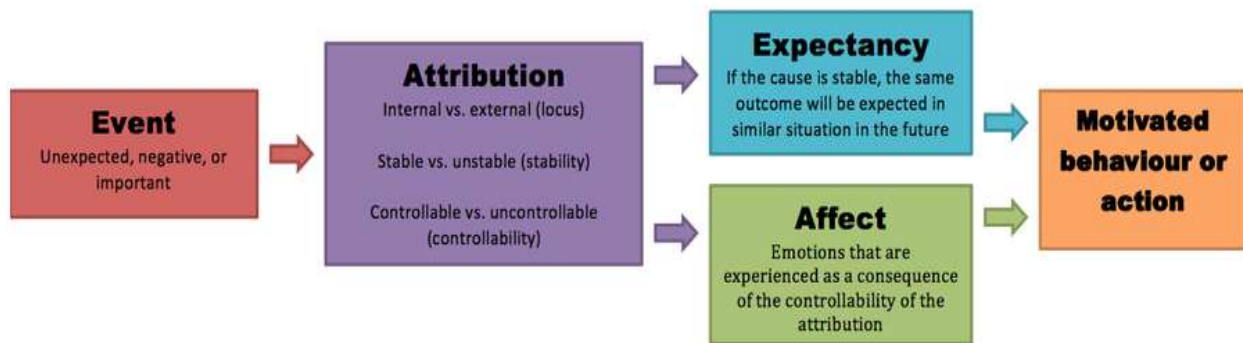 Event
Unexpected, negative, or
important
Attribution
Internal vs. external (locus)
Stable vs. unstable (stability)
Controllable vs. uncontrollable
(controllability)
Expectancy
If the cause is stable, the same
outcome will be expected in
similar situation in the future
Affect
Emotions that are
experienced as a consequence
of the controllability of the
attribution
Motivated
behaviour or
action